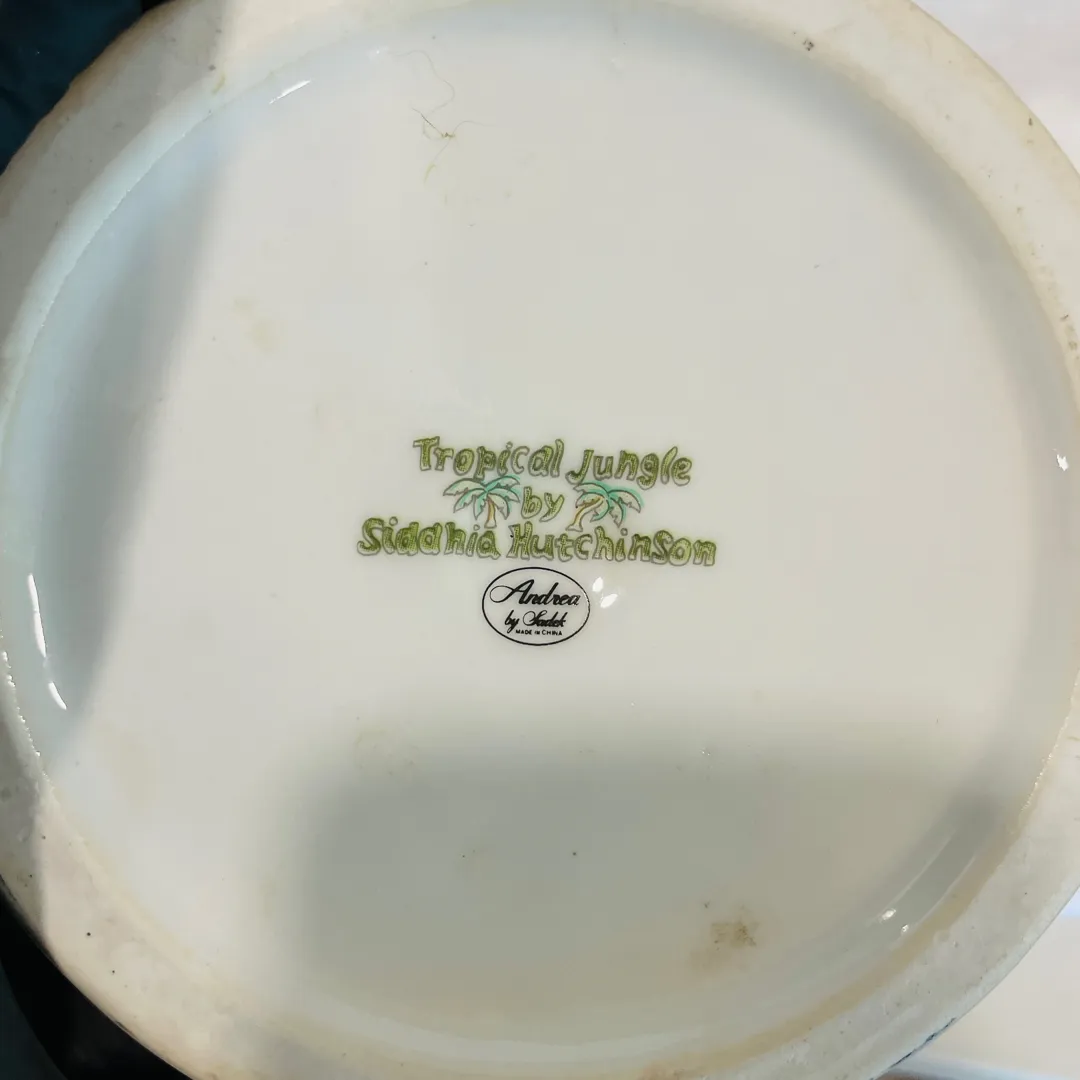 Tropical Jungle
by
Siddhia Hutchinson
Andrea
by Sadek
MADE IN CHINA